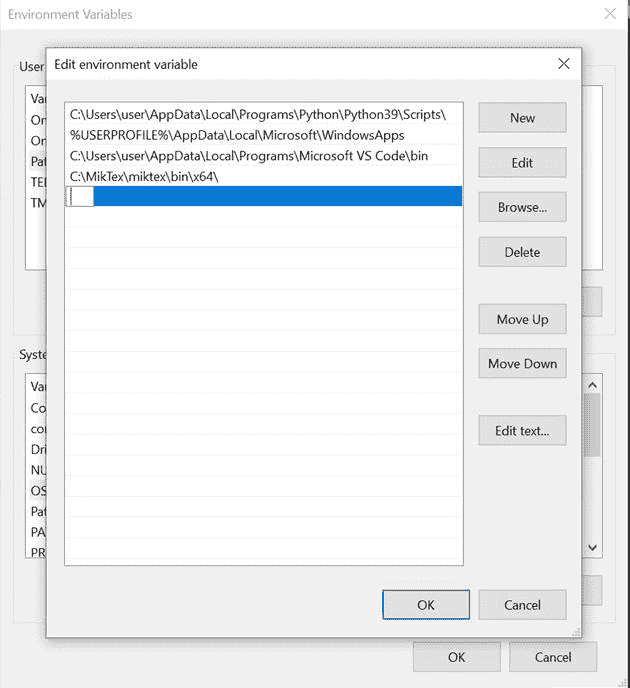 Environment Variables
Edit environment variable
User
Va
On
On
Pat
TE
TM
C:\Users\user\AppData\Local\Programs\Python\Python39\Scripts\
%USERPROFILE%\AppData\Local\Microsoft\WindowsApps
C:\Users\user\AppData\Local\Programs\Microsoft VS Code\bin
C:\MikTex\miktex\bin\x64\
New
Edit
Browse...
Delete
Move Up
Move Down
Edit text...
Syste
Va
Co
con
Dri
NU
OS
Pat
PA
PR
OK
Cancel
OK
Cancel